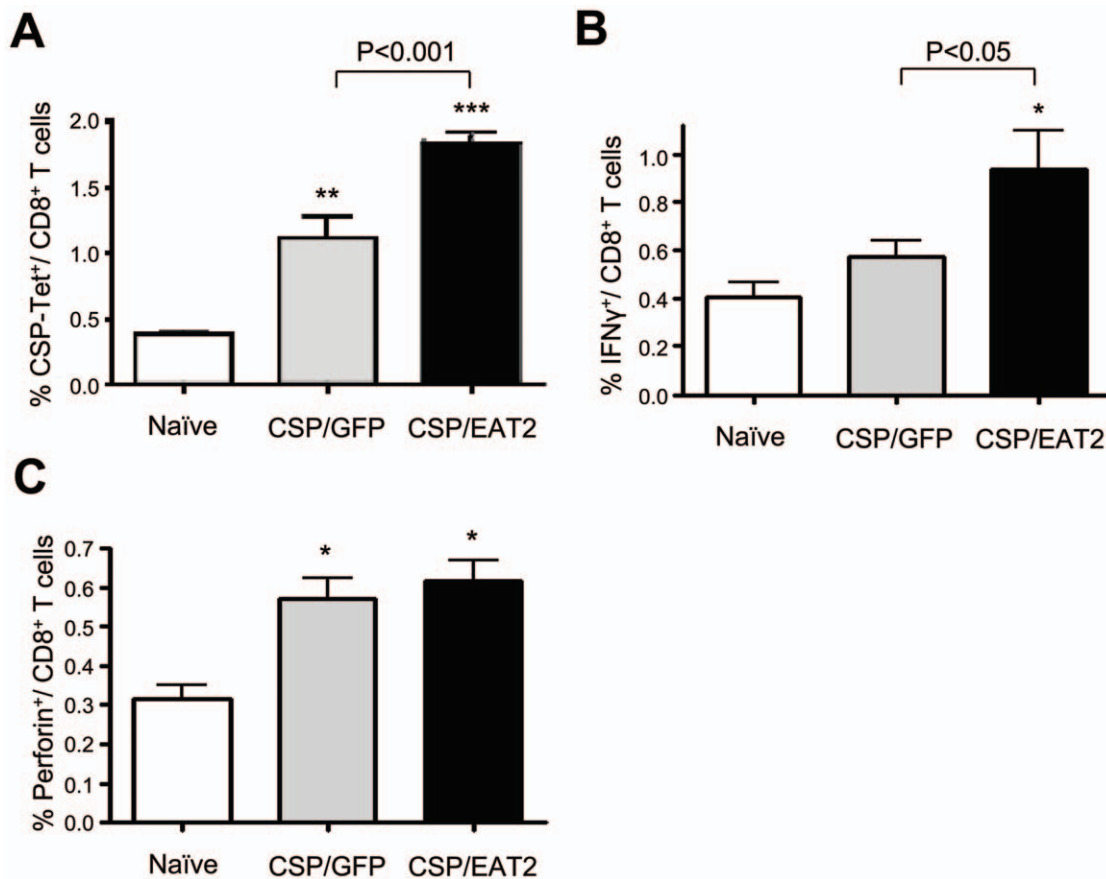 A
P<0.001
***
**
% CSP-Tet⁺/ CD8⁺ T cells
2.0
1.5
1.0
0.5
0.0
Naïve CSP/GFP CSP/EAT2
B
P<0.05
*
% IFNγ⁺/ CD8⁺ T cells
1.0
0.8
0.6
0.4
0.2
0.0
Naïve CSP/GFP CSP/EAT2
C
* *
% Perforin⁺/ CD8⁺ T cells
0.7
0.6
0.5
0.4
0.3
0.2
0.1
0.0
Naïve CSP/GFP CSP/EAT2